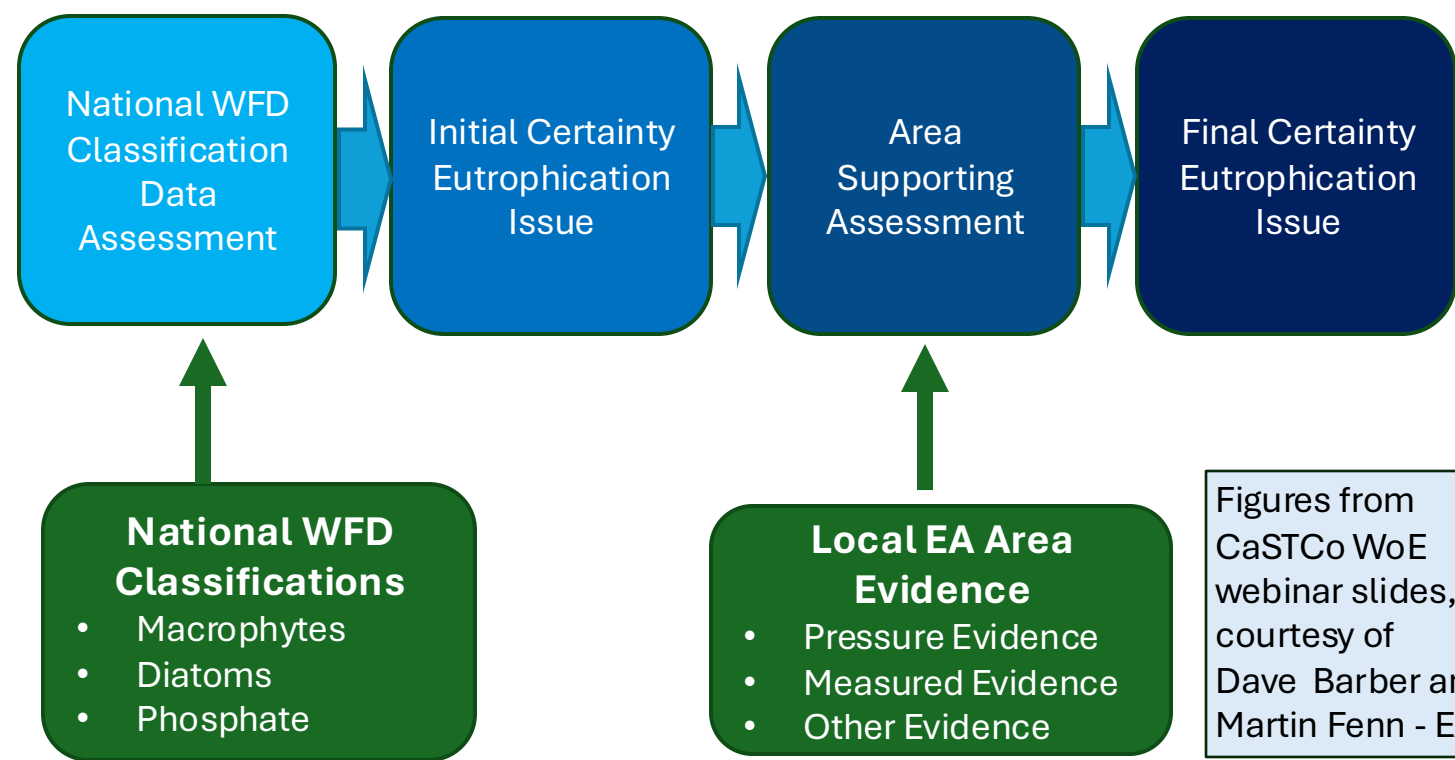 National WFD
Classification
Data
Assessment
Initial Certainty
Eutrophication
Issue
Area
Supporting
Assessment
Final Certainty
Eutrophication
Issue
National WFD
Classifications
• Macrophytes
• Diatoms
• Phosphate
Local EA Area
Evidence
• Pressure Evidence
• Measured Evidence
• Other Evidence
Figures from
CaSTCo WoE
webinar slides,
courtesy of
Dave Barber
Martin Fenn -